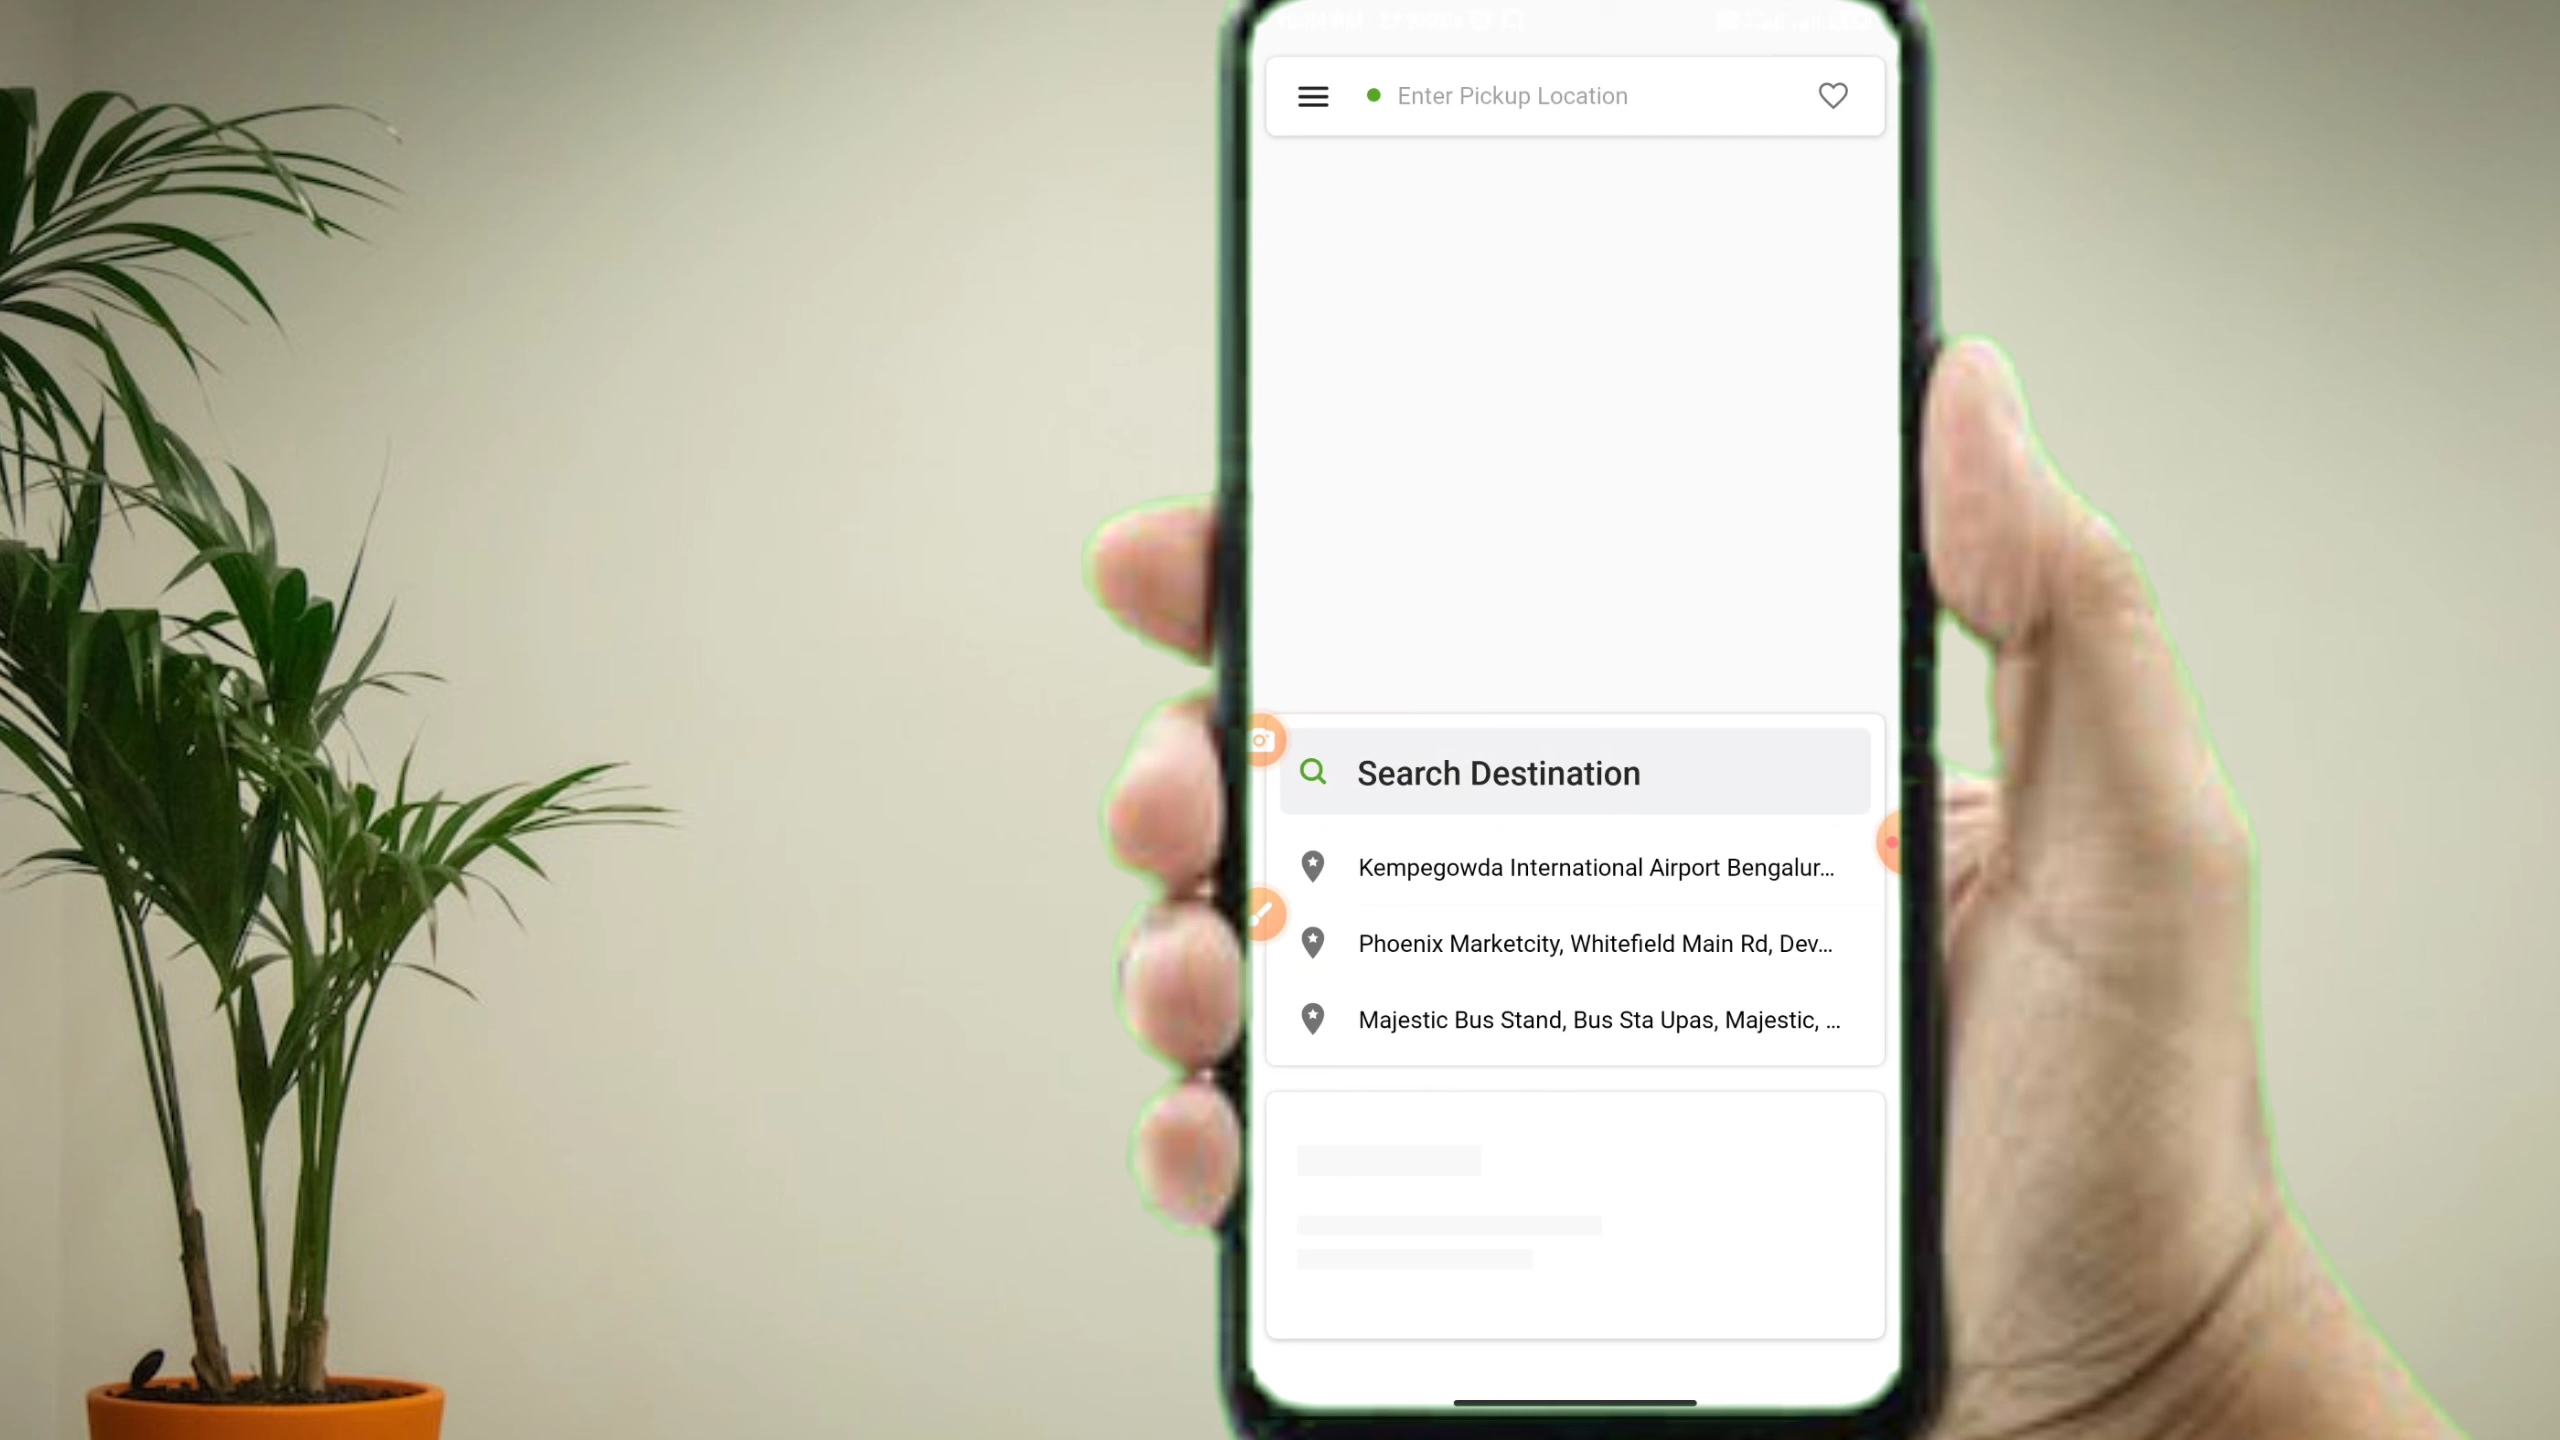 Enter Pickup Location
Search Destination
Kempegowda International Airport Bengalur...
Phoenix Marketcity, Whitefield Main Rd, Dev...
Majestic Bus Stand, Bus Sta Upas, Majestic, ...